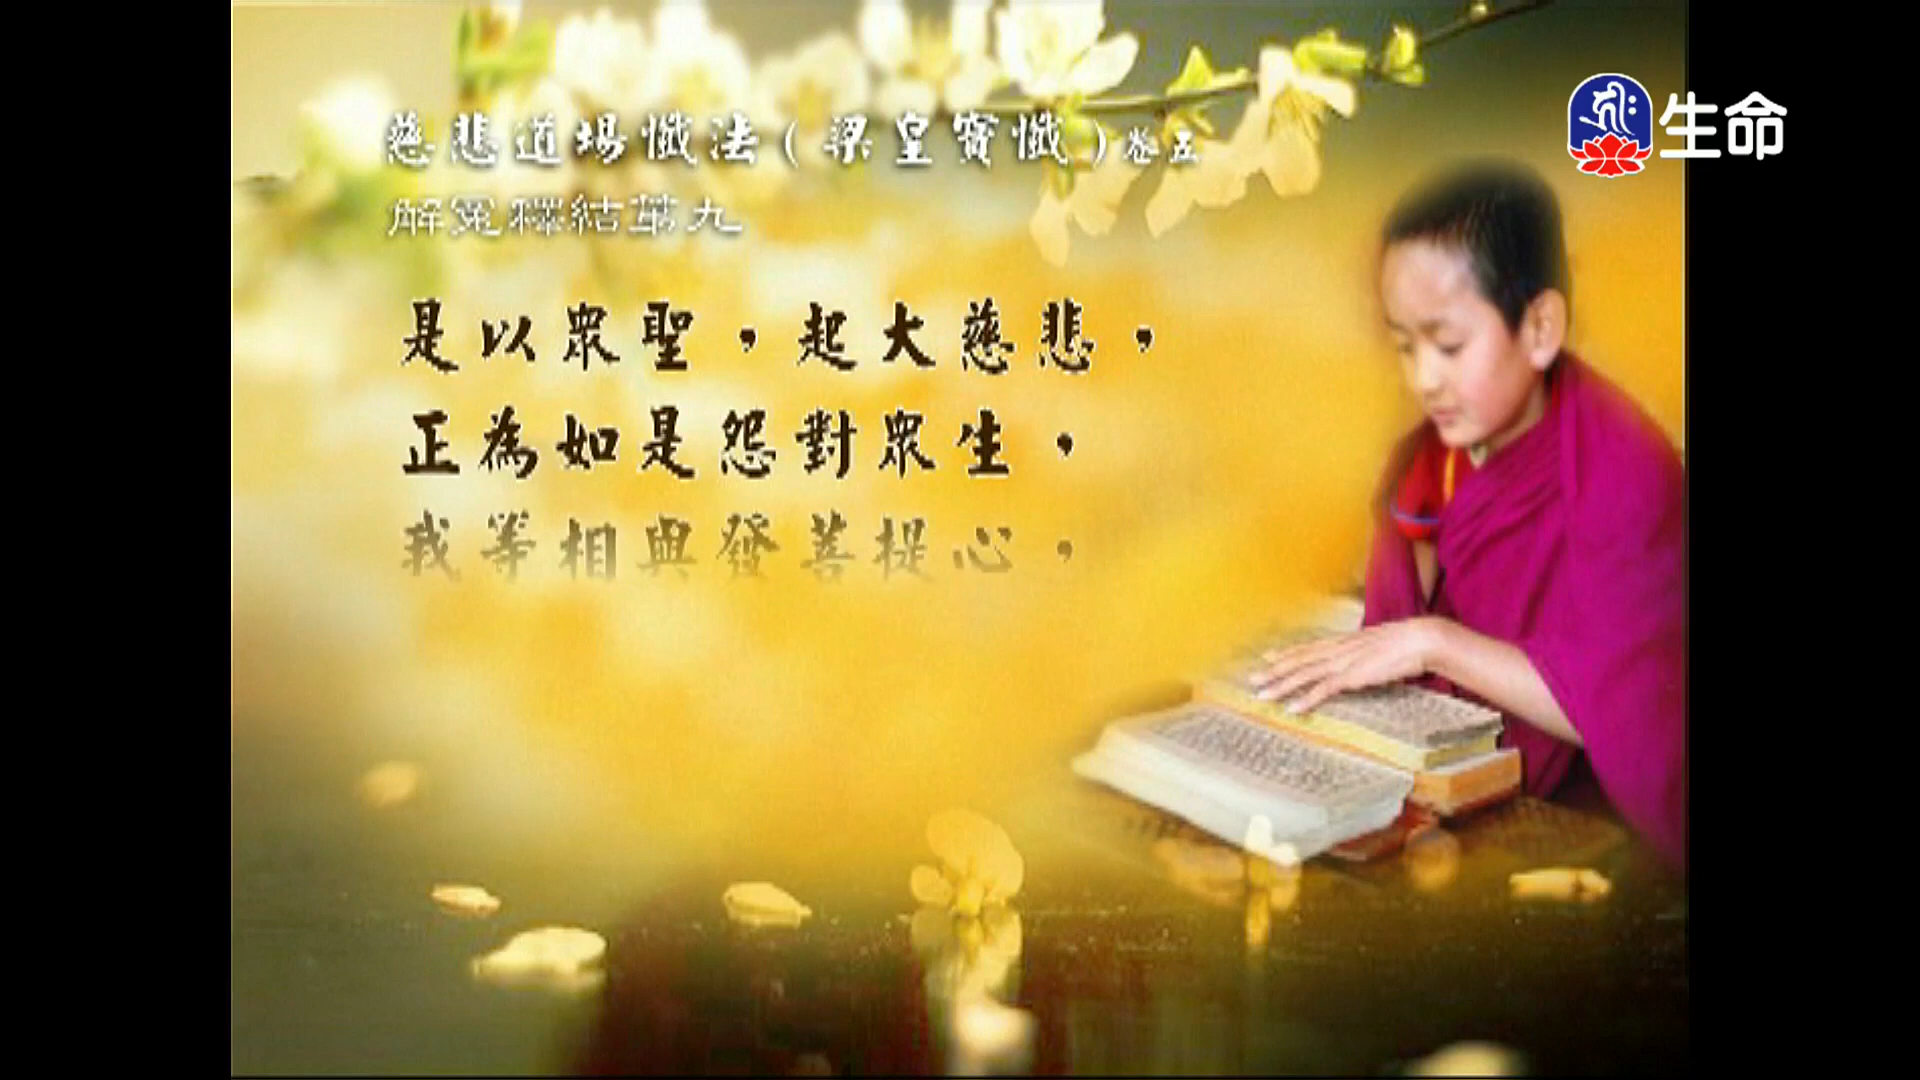 慈悲道場懺法(梁皇寶懺)卷五
解冤釋結第九
是以眾聖，起大慈悲，
正為如是怨對眾生，
我等相與發菩提心，
生命